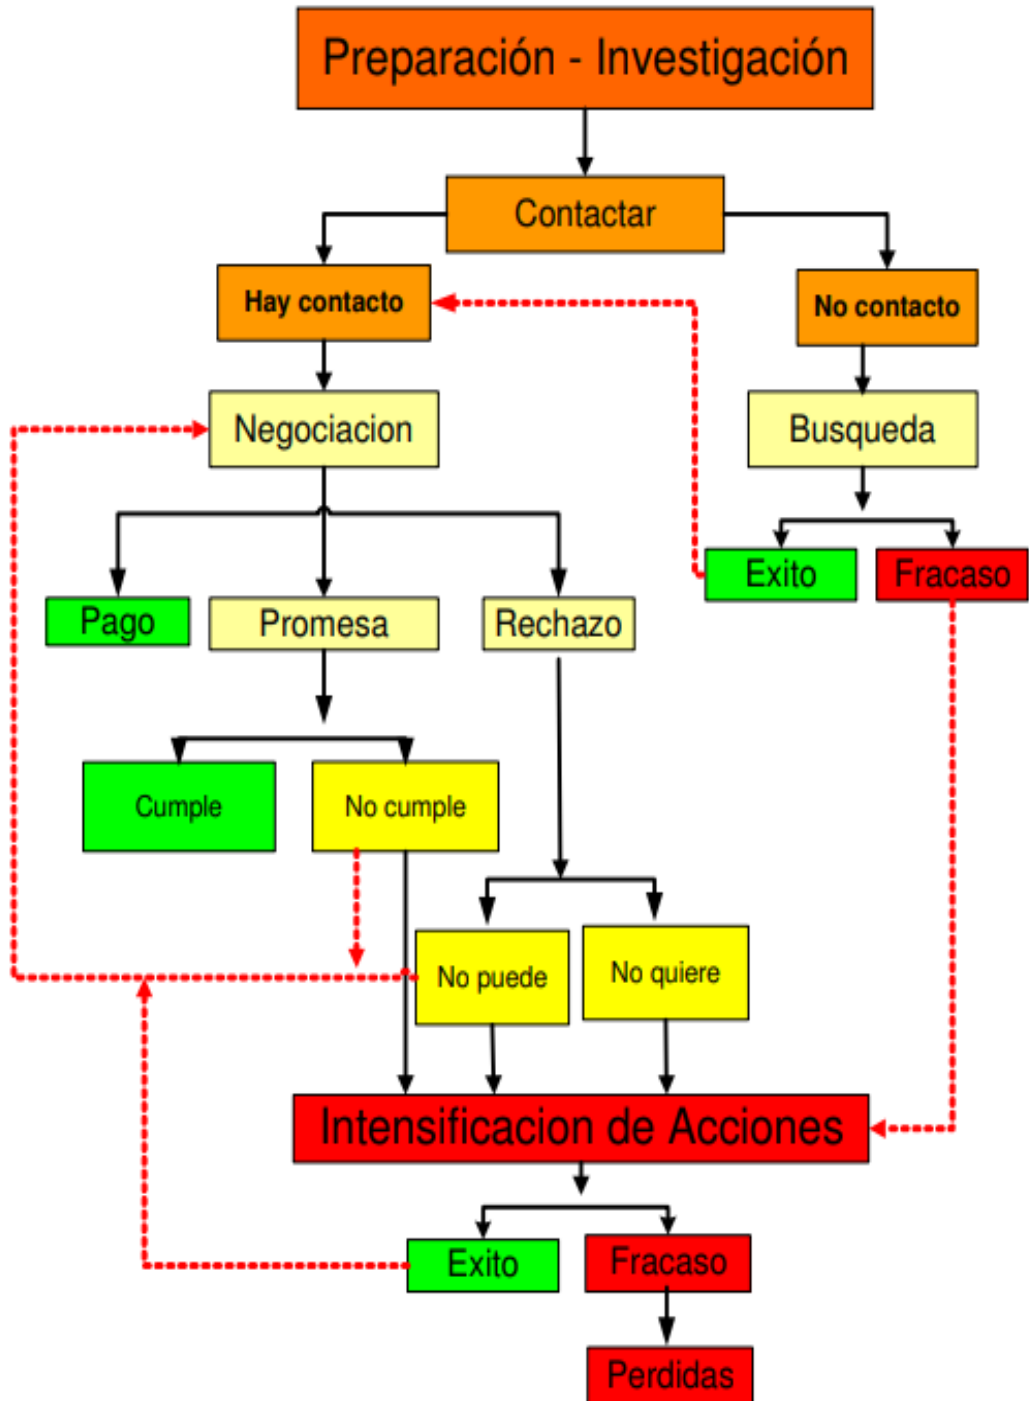 Preparación - Investigación
Contactar
Hay contacto
No contacto
Negociacion
Busqueda
Exito
Fracaso
Pago
Promesa
Rechazo
Cumple
No cumple
No puede
No quiere
Intensificacion de Acciones
Exito
Fracaso
Perdidas